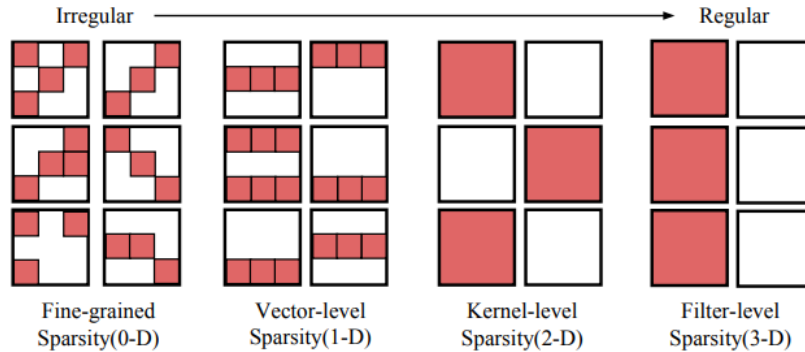 Irregular
Regular
Fine-grained
Sparsity(0-D)
Vector-level
Sparsity(1-D)
Kernel-level
Sparsity(2-D)
Filter-level
Sparsity(3-D)